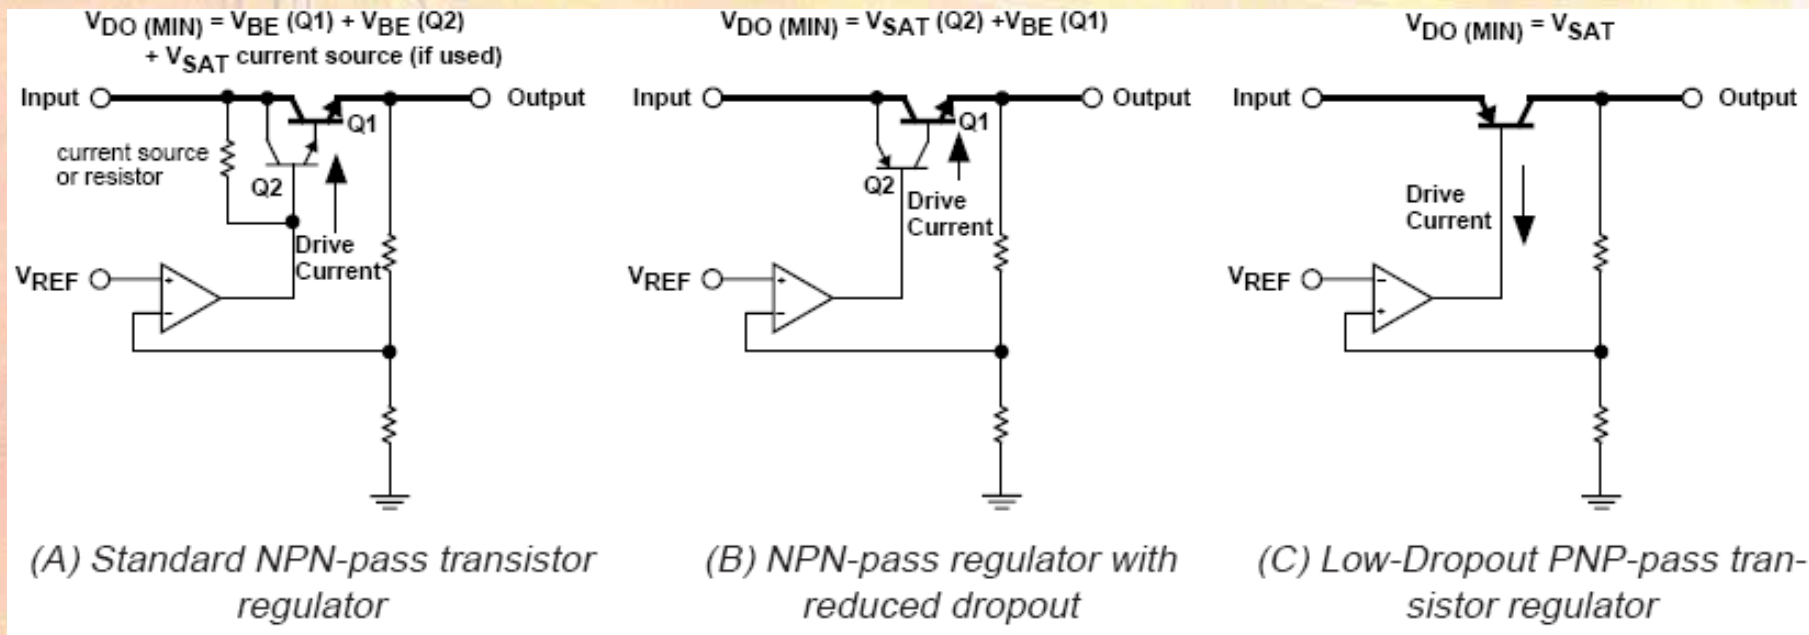 VDO (MIN) = VBE (Q1) + VBE (Q2)
+ VSAT current source (if used)
Input
Output
Q1
current source
or resistor
Q2
Drive
Current
VREF
+
-
(A) Standard NPN-pass transistor
regulator
VDO (MIN) = VSAT (Q2) +VBE (Q1)
Input
Output
Q1
Q2
Drive
Current
VREF
+
-
(B) NPN-pass regulator with
reduced dropout
VDO (MIN) = VSAT
Input
Output
Drive
Current
VREF
-
+
(C) Low-Dropout PNP-pass tran-
sistor regulator